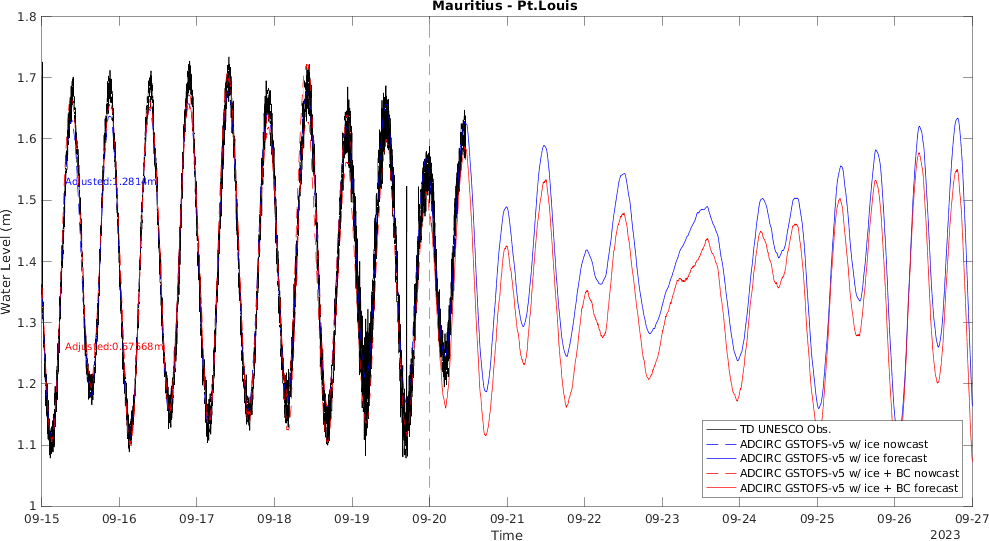 Mauritius - Pt.Louis
1.8
1.7
1.6
1.5
1.4
1.3
1.2
1.1
1
Water Level (m)
Adjusted:1.2814m
Adjusted:0.67668m
TD UNESCO Obs.
ADCIRC GSTOFS-v5 w/ ice nowcast
ADCIRC GSTOFS-v5 w/ ice forecast
ADCIRC GSTOFS-v5 w/ ice + BC nowcast
ADCIRC GSTOFS-v5 w/ ice + BC forecast
09-15 09-16 09-17 09-18 09-19 09-20 09-21 09-22 09-23 09-24 09-25 09-26 09-27
Time
2023